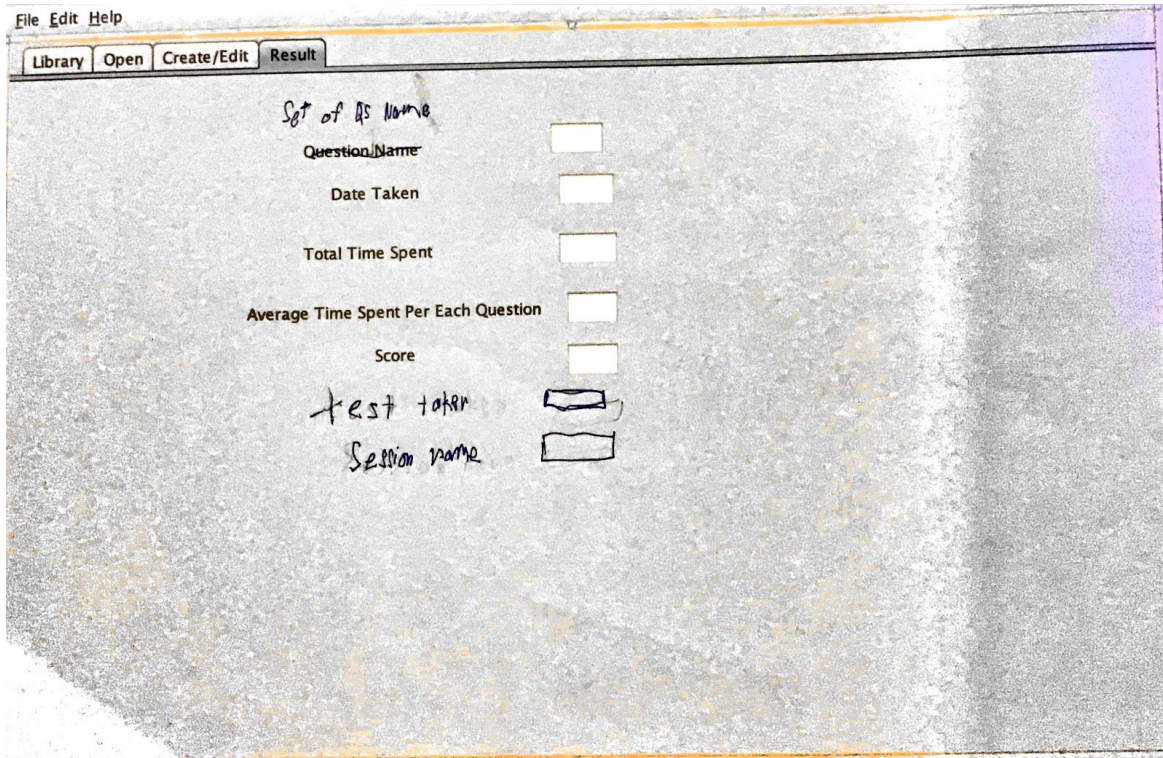 File Edit Help
Library Open Create/Edit Result
Set of Qs Name
Question Name
Date Taken
Total Time Spent
Average Time Spent Per Each Question
Score
test taker
Session name